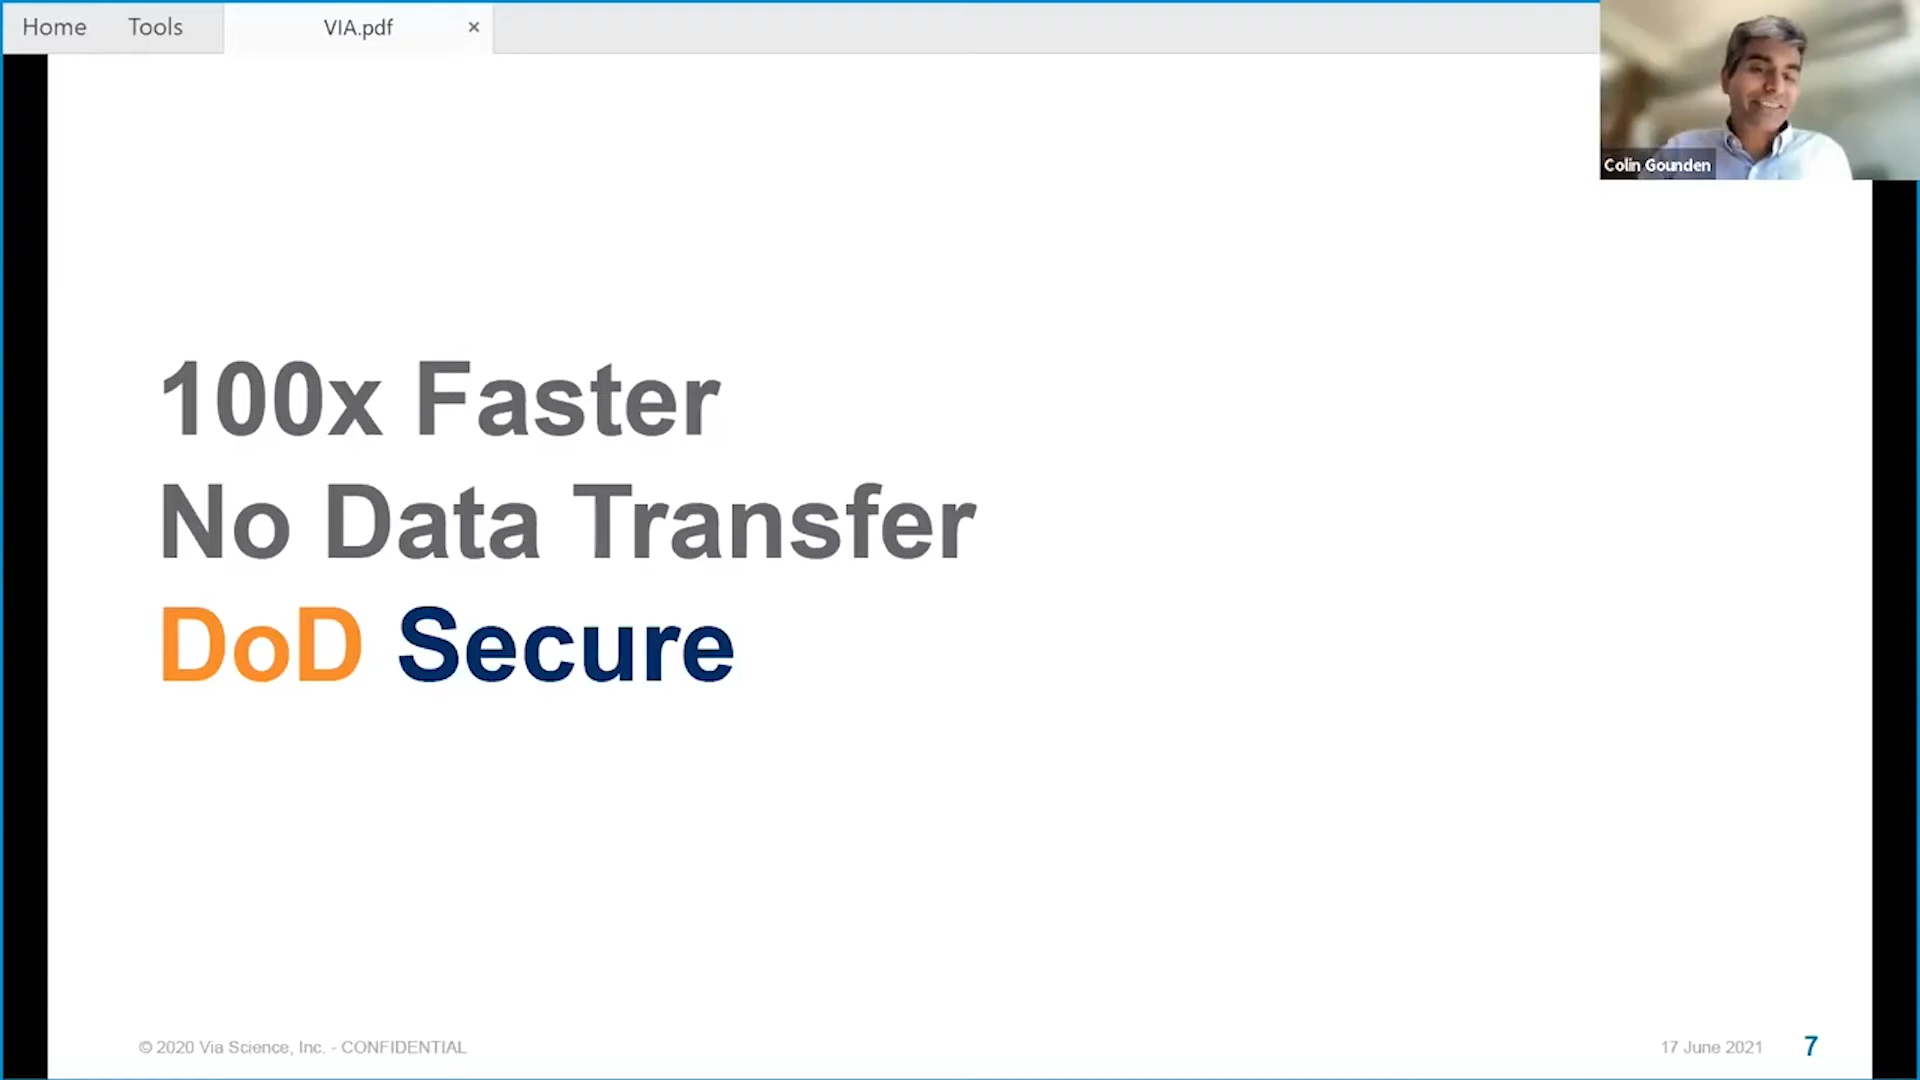 Home Tools VIA.pdf ×
Colin Gounden
100x Faster
No Data Transfer
DoD Secure
© 2020 Via Science, Inc. - CONFIDENTIAL
17 June 2021 7